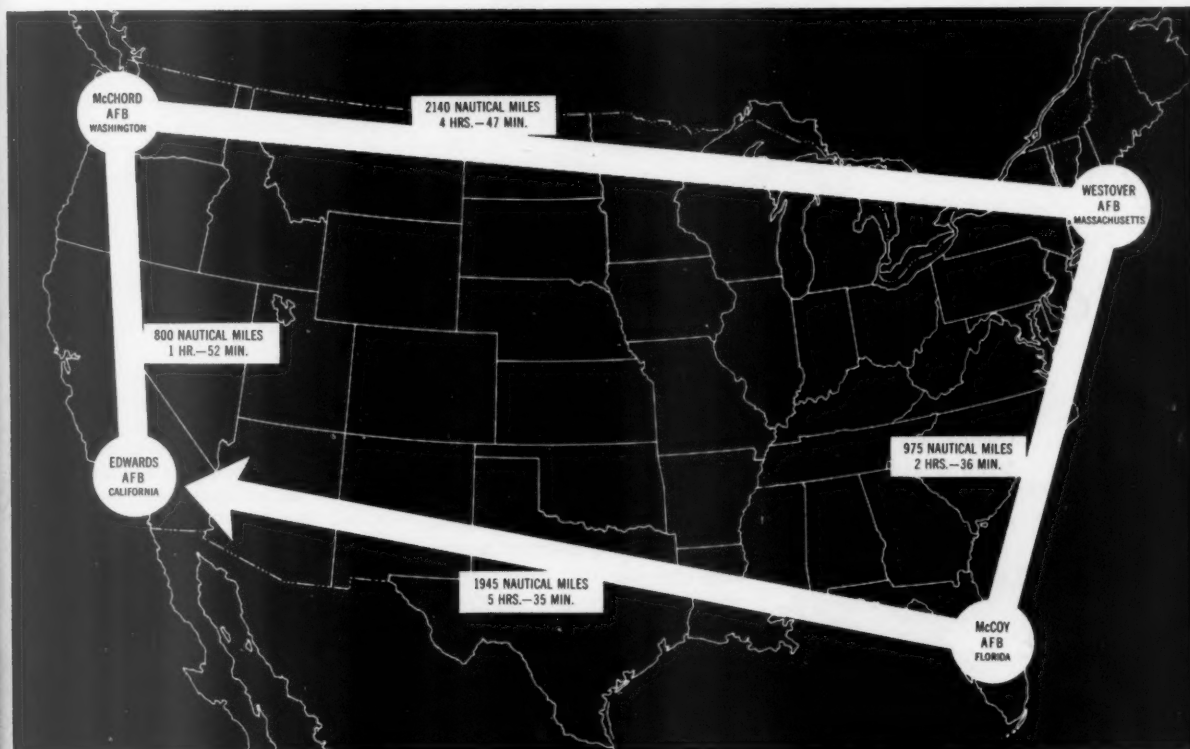 McCHORD
AFB
WASHINGTON
2140 NAUTICAL MILES
4 HRS.—47 MIN.
WESTOVER
AFB
MASSACHUSETTS
800 NAUTICAL MILES
1 HR.—52 MIN.
EDWARDS
AFB
CALIFORNIA
975 NAUTICAL MILES
2 HRS.—36 MIN.
1945 NAUTICAL MILES
5 HRS.—35 MIN.
McCOY
AFB
FLORIDA